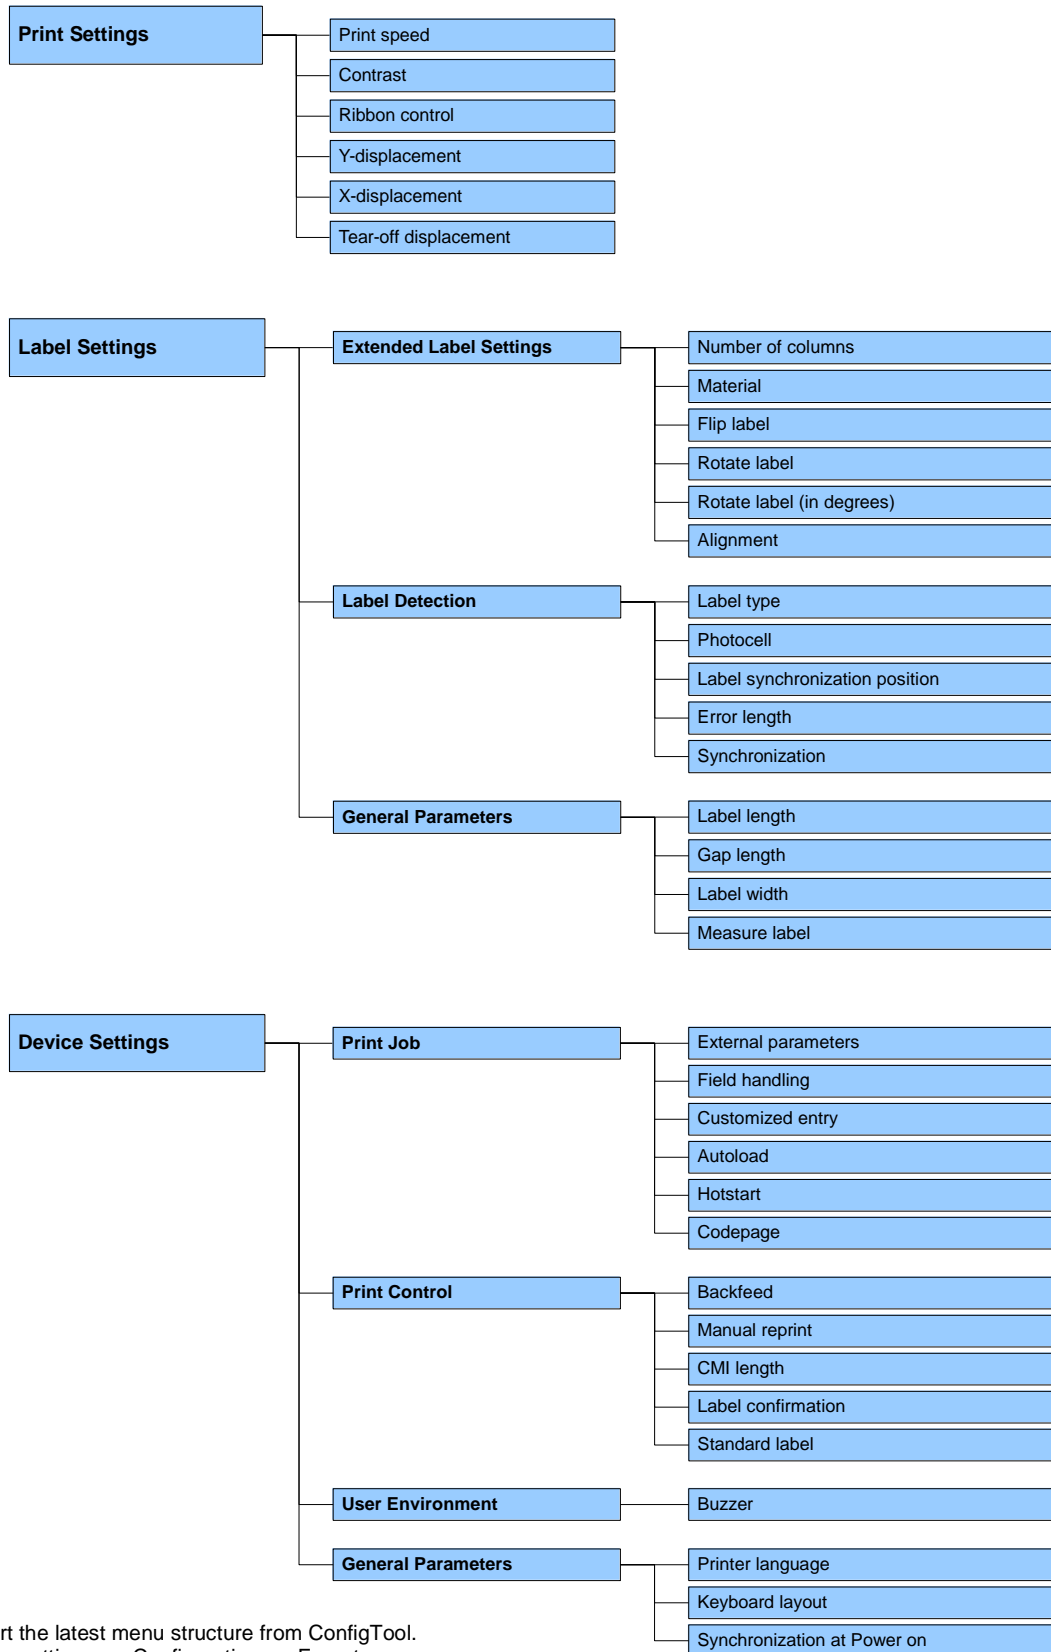 Print Settings
Print speed
Contrast
Ribbon control
Y-displacement
X-displacement
Tear-off displacement
Label Settings
Extended Label Settings
Number of columns
Material
Flip label
Rotate label
Rotate label (in degrees)
Alignment
Label Detection
Label type
Photocell
Label synchronization position
Error length
Synchronization
General Parameters
Label length
Gap length
Label width
Measure label
Device Settings
Print Job
External parameters
Field handling
Customized entry
Autoload
Hotstart
Codepage
Print Control
Backfeed
Manual reprint
CMI length
Label confirmation
Standard label
User Environment
Buzzer
General Parameters
Printer language
Keyboard layout
Synchronization at Power on
rt the latest menu structure from ConfigTool.